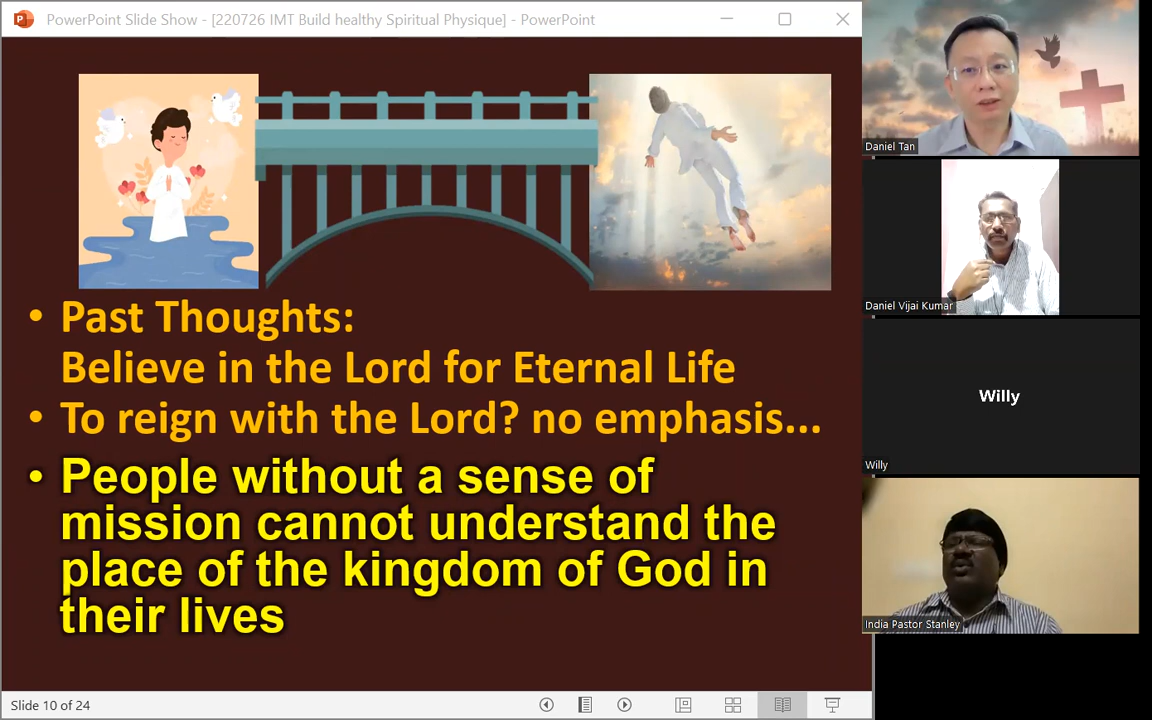 PowerPoint Slide Show - [220726 IMT Build healthy Spiritual Physique] - PowerPoint
• Past Thoughts:
Believe in the Lord for Eternal Life
• To reign with the Lord? no emphasis...
• People without a sense of
mission cannot understand the
place of the kingdom of God in
their lives
Slide 10 of 24
Daniel Tan
Daniel Vijai Kumar
Willy
Willy
India Pastor Stanley